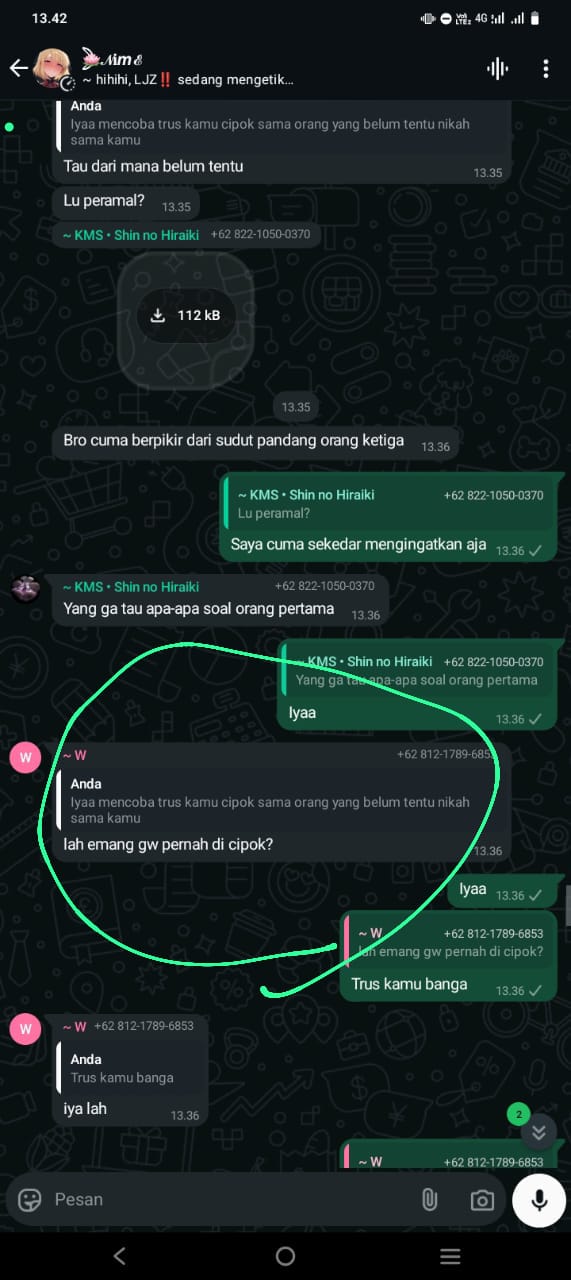 13.42
Vo) LTE2 4G
Nim
~ hihihi, LJZ‼️ sedang mengetik...
Anda
Iyaa mencoba trus kamu cipok sama orang yang belum tentu nikah
sama kamu
Tau dari mana belum tentu
13.35
Lu peramal?
13.35
~ KMS • Shin no Hiraiki +62 822-1050-0370
112 kB
13.35
Bro cuma berpikir dari sudut pandang orang ketiga
13.36
~ KMS • Shin no Hiraiki +62 822-1050-0370
Lu peramal?
Saya cuma sekedar mengingatkan aja
13.36
~ KMS • Shin no Hiraiki +62 822-1050-0370
Yang ga tau apa-apa soal orang pertama
13.36
~ KMS • Shin no Hiraiki +62 822-1050-0370
Yang ga tau apa-apa soal orang pertama
Iyaa
13.36
W
~ W +62 812-1789-6853
Anda
Iyaa mencoba trus kamu cipok sama orang yang belum tentu nikah
sama kamu
lah emang gw pernah di cipok?
13.36
Iyaa
13.36
~ W +62 812-1789-6853
lah emang gw pernah di cipok?
Trus kamu banga
13.36
W
~ W +62 812-1789-6853
Anda
Trus kamu banga
iya lah
13.36
2
~ W +62 812-1789-6853
Pesan